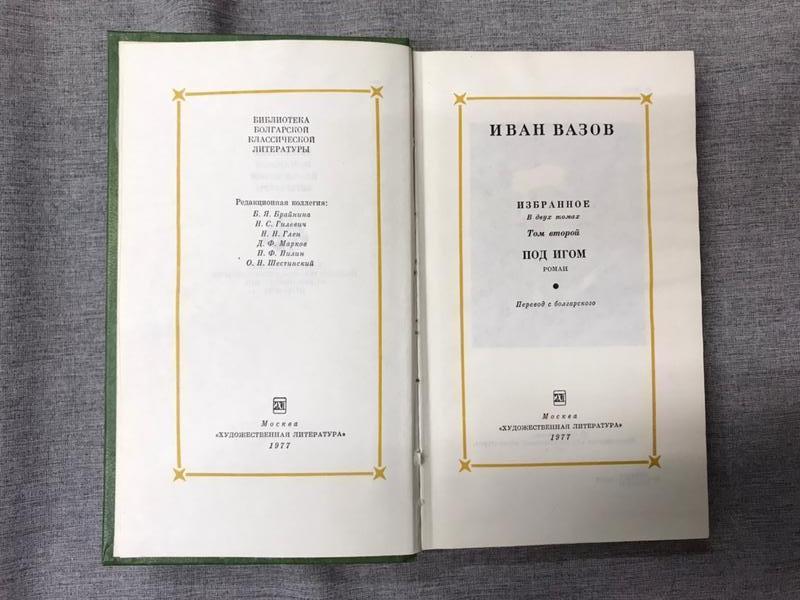 БИБЛИОТЕКА
БОЛГАРСКОЙ
КЛАССИЧЕСКОЙ
ЛИТЕРАТУРЫ
Редакционная коллегия:
Б. Я. Брайнина
Н. С. Гилевич
Н. Н. Глен
Д. Ф. Марков
П. Ф. Пилин
О. Н. Шестинский
Москва
«ХУДОЖЕСТВЕННАЯ ЛИТЕРАТУРА»
1977
ИВАН ВАЗОВ
ИЗБРАННОЕ
В двух томах
Том второй
ПОД ИГОМ
РОМАН
Перевод с болгарского
Москва
«ХУДОЖЕСТВЕННАЯ ЛИТЕРАТУРА»
1977